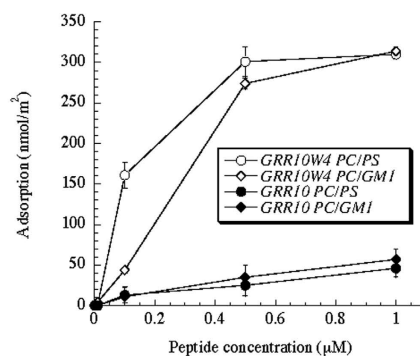 350
300
250
200
150
100
50
0
Adsorption (nmol/m²)
GRR10W4 PC/PS
GRR10W4 PC/GM1
GRR10 PC/PS
GRR10 PC/GM1
0 0.2 0.4 0.6 0.8 1
Peptide concentration (μM)